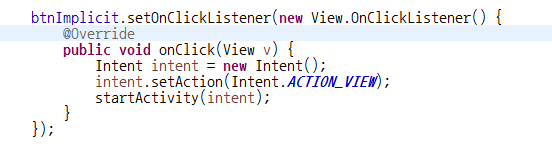 btnImplicit.setOnClickListener(new View.OnClickListener() {
    @Override
    public void onClick(View v) {
        Intent intent = new Intent();
        intent.setAction(Intent.ACTION_VIEW);
        startActivity(intent);
    }
});